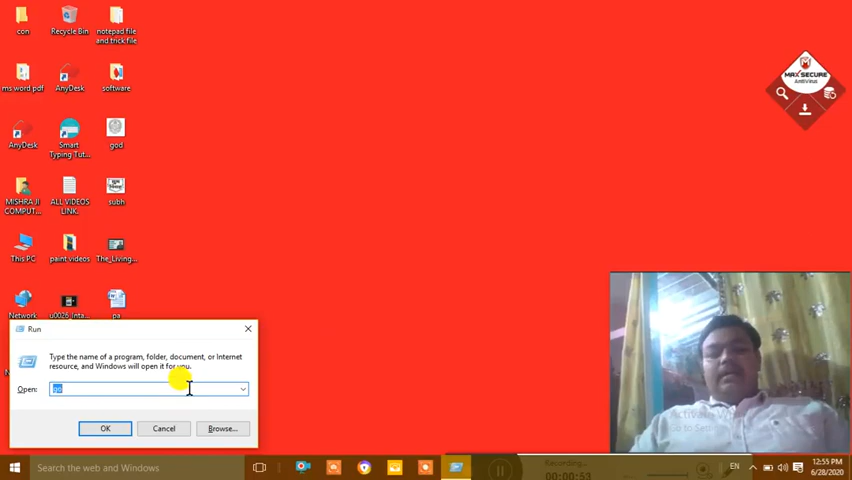 con
Recycle Bin
notepad file
and trick file
ms word pdf
AnyDesk
software
AnyDesk
Smart
Typing Tut...
god
MISHRA JI
COMPUT...
ALL VIDEOS
LINK.
subh
This PC
paint videos
The_Living...
Network
u0026_Inta...
pa
MAX SECURE
ANTIVIRUS
Run
Type the name of a program, folder, document, or Internet
resource, and Windows will open it for you.
Open:
OK
Cancel
Browse...
Search the web and Windows
Recording...
0:00:53
EN
12:55 PM
6/28/2020